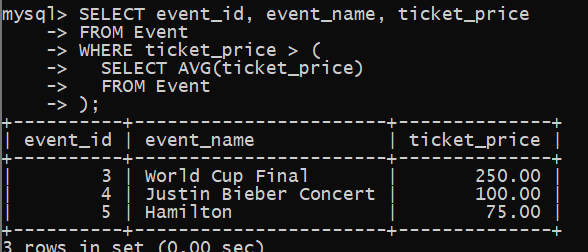 mysql> SELECT event_id, event_name, ticket_price
    -> FROM Event
    -> WHERE ticket_price > (
    ->   SELECT AVG(ticket_price)
    ->   FROM Event
    -> );
+----------+------------------------+--------------+
| event_id | event_name             | ticket_price |
+----------+------------------------+--------------+
|        3 | World Cup Final        |       250.00 |
|        4 | Justin Bieber Concert  |       100.00 |
|        5 | Hamilton               |        75.00 |
+----------+------------------------+--------------+
3 rows in set (0.00 sec)